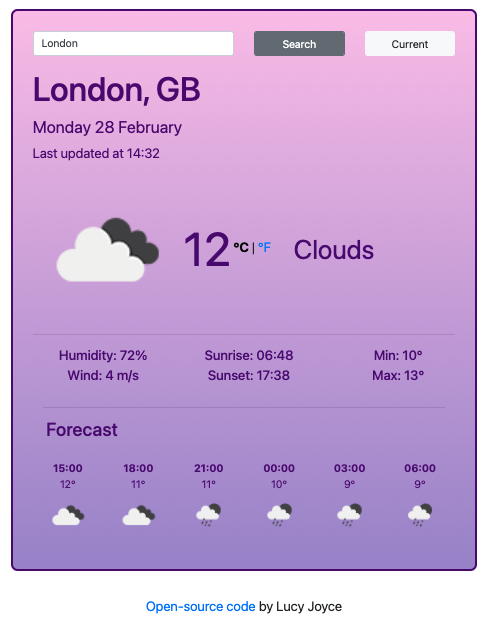 London
Search
Current
London, GB
Monday 28 February
Last updated at 14:32
12 °C | °F Clouds
Humidity: 72% Sunrise: 06:48 Min: 10°
Wind: 4 m/s Sunset: 17:38 Max: 13°
Forecast
15:00 18:00 21:00 00:00 03:00 06:00
12° 11° 11° 10° 9° 9°
Open-source code by Lucy Joyce